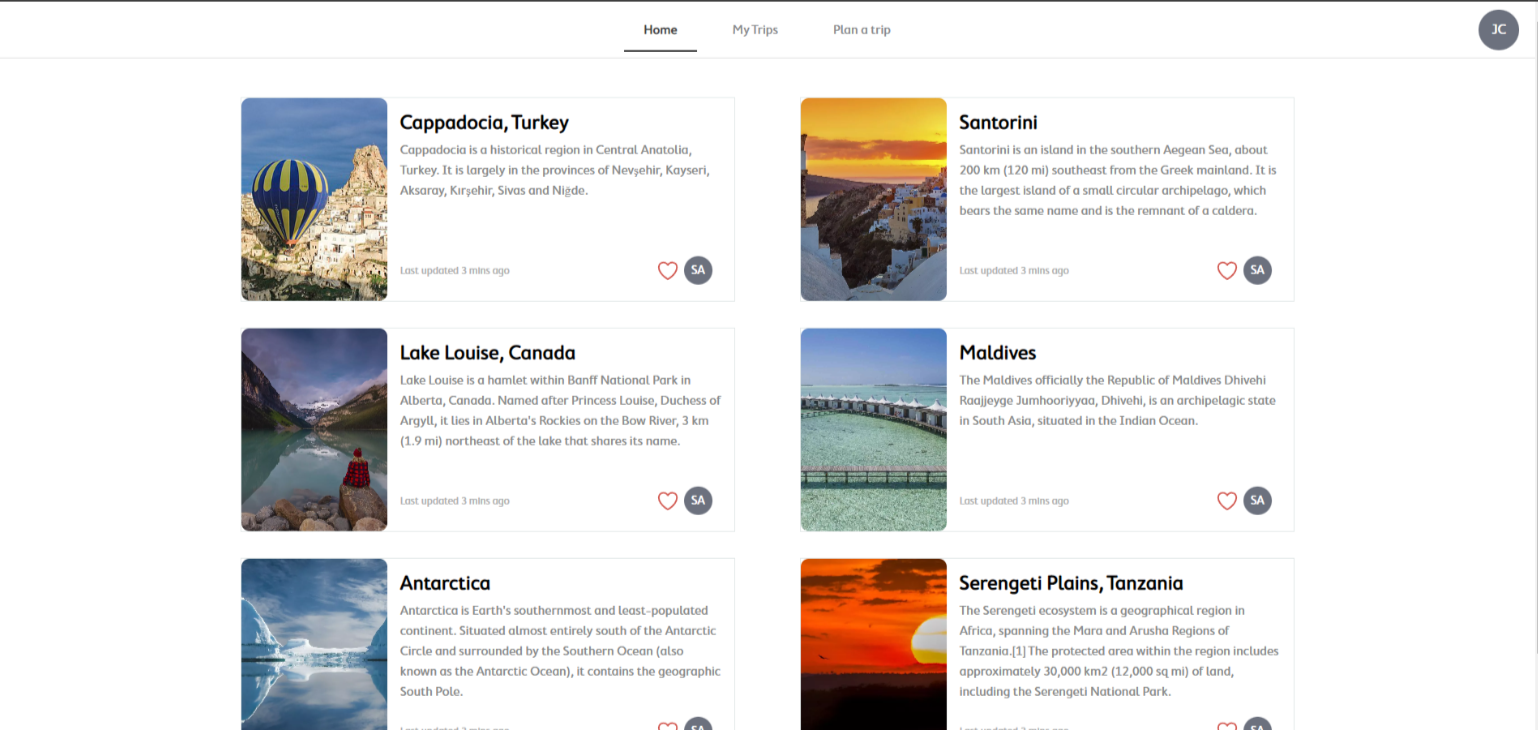 Home
My Trips
Plan a trip
JC
Cappadocia, Turkey
Cappadocia is a historical region in Central Anatolia,
Turkey. It is largely in the provinces of Nevşehir, Kayseri,
Aksaray, Kırşehir, Sivas and Niğde.
Last updated 3 mins ago
SA
Santorini
Santorini is an island in the southern Aegean Sea, about
200 km (120 mi) southeast from the Greek mainland. It is
the largest island of a small circular archipelago, which
bears the same name and is the remnant of a caldera.
Last updated 3 mins ago
SA
Lake Louise, Canada
Lake Louise is a hamlet within Banff National Park in
Alberta, Canada. Named after Princess Louise, Duchess of
Argyll, it lies in Alberta's Rockies on the Bow River, 3 km
(1.9 mi) northeast of the lake that shares its name.
Last updated 3 mins ago
SA
Maldives
The Maldives officially the Republic of Maldives Dhivehi
Raajjeyge Jumhooriyyaa, Dhivehi, is an archipelagic state
in South Asia, situated in the Indian Ocean.
Last updated 3 mins ago
SA
Antarctica
Antarctica is Earth's southernmost and least-populated
continent. Situated almost entirely south of the Antarctic
Circle and surrounded by the Southern Ocean (also
known as the Antarctic Ocean), it contains the geographic
South Pole.
Last updated 3 mins ago
SA
Serengeti Plains, Tanzania
The Serengeti ecosystem is a geographical region in
Africa, spanning the Mara and Arusha Regions of
Tanzania.[1] The protected area within the region includes
approximately 30,000 km2 (12,000 sq mi) of land,
including the Serengeti National Park.
Last updated 3 mins ago
SA